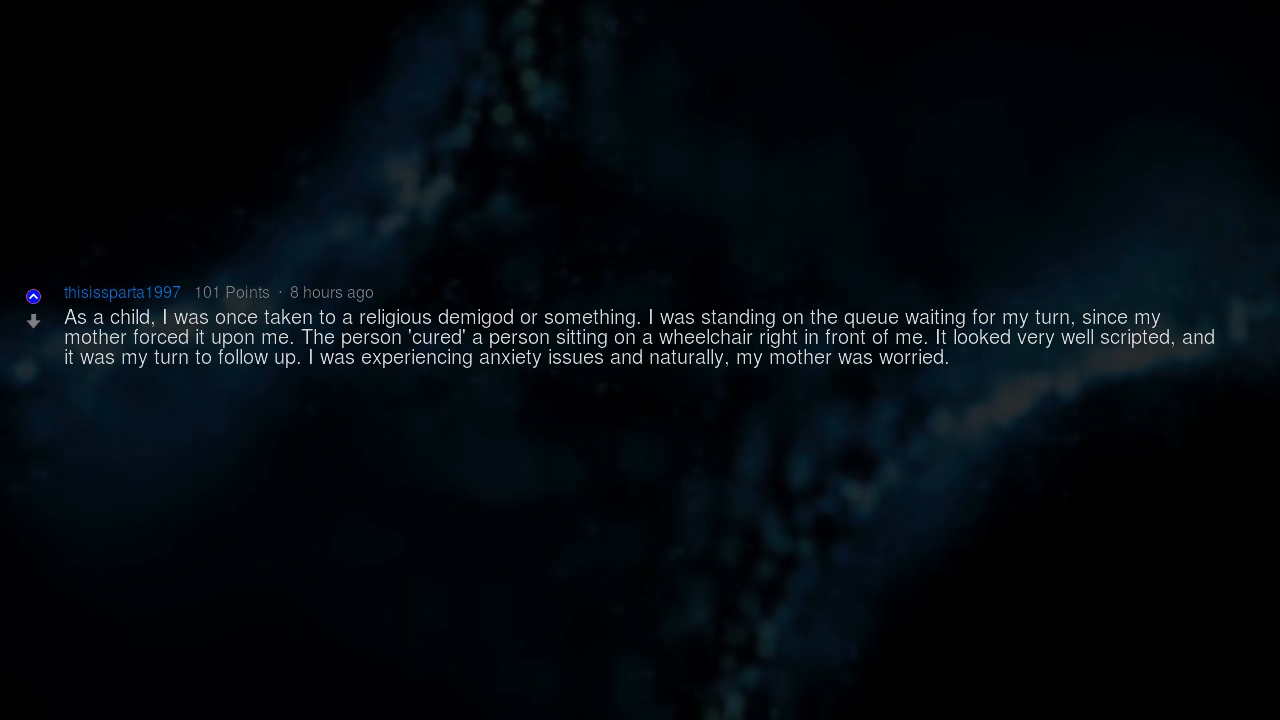 thisissparta1997 101 Points · 8 hours ago
As a child, I was once taken to a religious demigod or something. I was standing on the queue waiting for my turn, since my
mother forced it upon me. The person 'cured' a person sitting on a wheelchair right in front of me. It looked very well scripted, and
it was my turn to follow up. I was experiencing anxiety issues and naturally, my mother was worried.